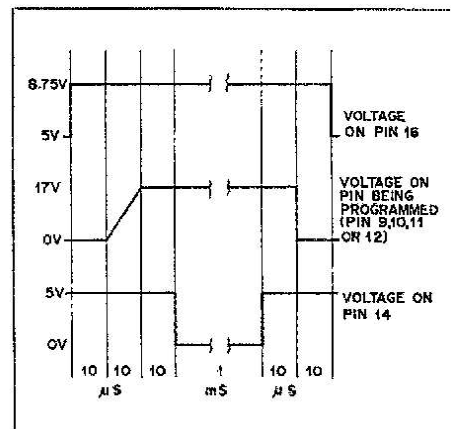 8.75V
5V
VOLTAGE
ON PIN 16
17V
0V
VOLTAGE ON
PIN BEING
PROGRAMMED
(PIN 9,10,11
OR 12)
5V
0V
VOLTAGE ON
PIN 14
10 10 10 1 10 10
μS mS μS